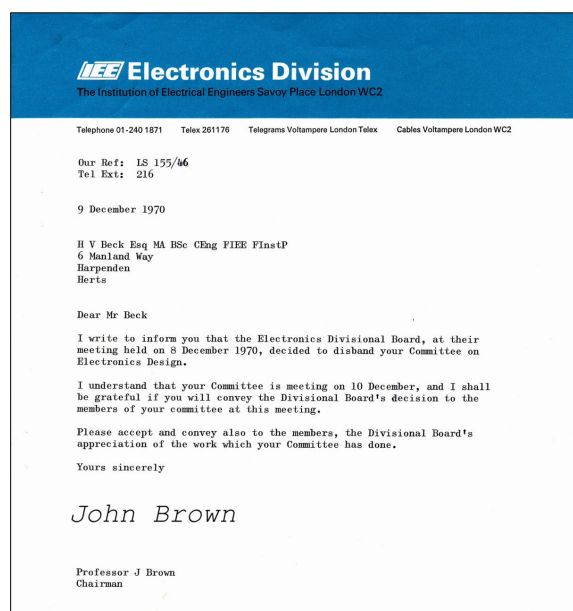 IEE Electronics Division
The Institution of Electrical Engineers Savoy Place London WC2
Telephone 01-240 1871 Telex 261176 Telegrams Voltampere London Telex Cables Voltampere London WC2
Our Ref: LS 155/46
Tel Ext: 216
9 December 1970
H V Beck Esq MA BSc CEng FIEE FInstP
6 Manland Way
Harpenden
Herts
Dear Mr Beck
I write to inform you that the Electronics Divisional Board, at their
meeting held on 8 December 1970, decided to disband your Committee on
Electronics Design.
I understand that your Committee is meeting on 10 December, and I shall
be grateful if you will convey the Divisional Board's decision to the
members of your committee at this meeting.
Please accept and convey also to the members, the Divisional Board's
appreciation of the work which your Committee has done.
Yours sincerely
John Brown
Professor J Brown
Chairman